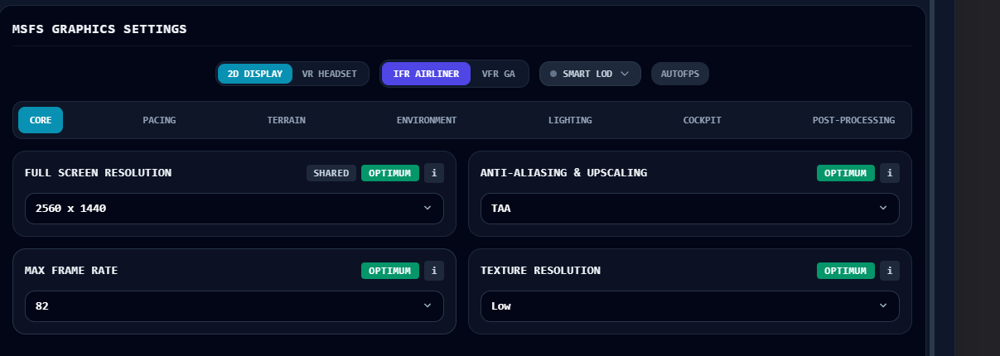 MSFS GRAPHICS SETTINGS
2D DISPLAY VR HEADSET IFR AIRLINER VFR GA SMART LOD AUTOFPS
CORE PACING TERRAIN ENVIRONMENT LIGHTING COCKPIT POST-PROCESSING
FULL SCREEN RESOLUTION SHARED OPTIMUM i
2560 x 1440
ANTI-ALIASING & UPSCALING OPTIMUM i
TAA
MAX FRAME RATE OPTIMUM i
82
TEXTURE RESOLUTION OPTIMUM i
Low